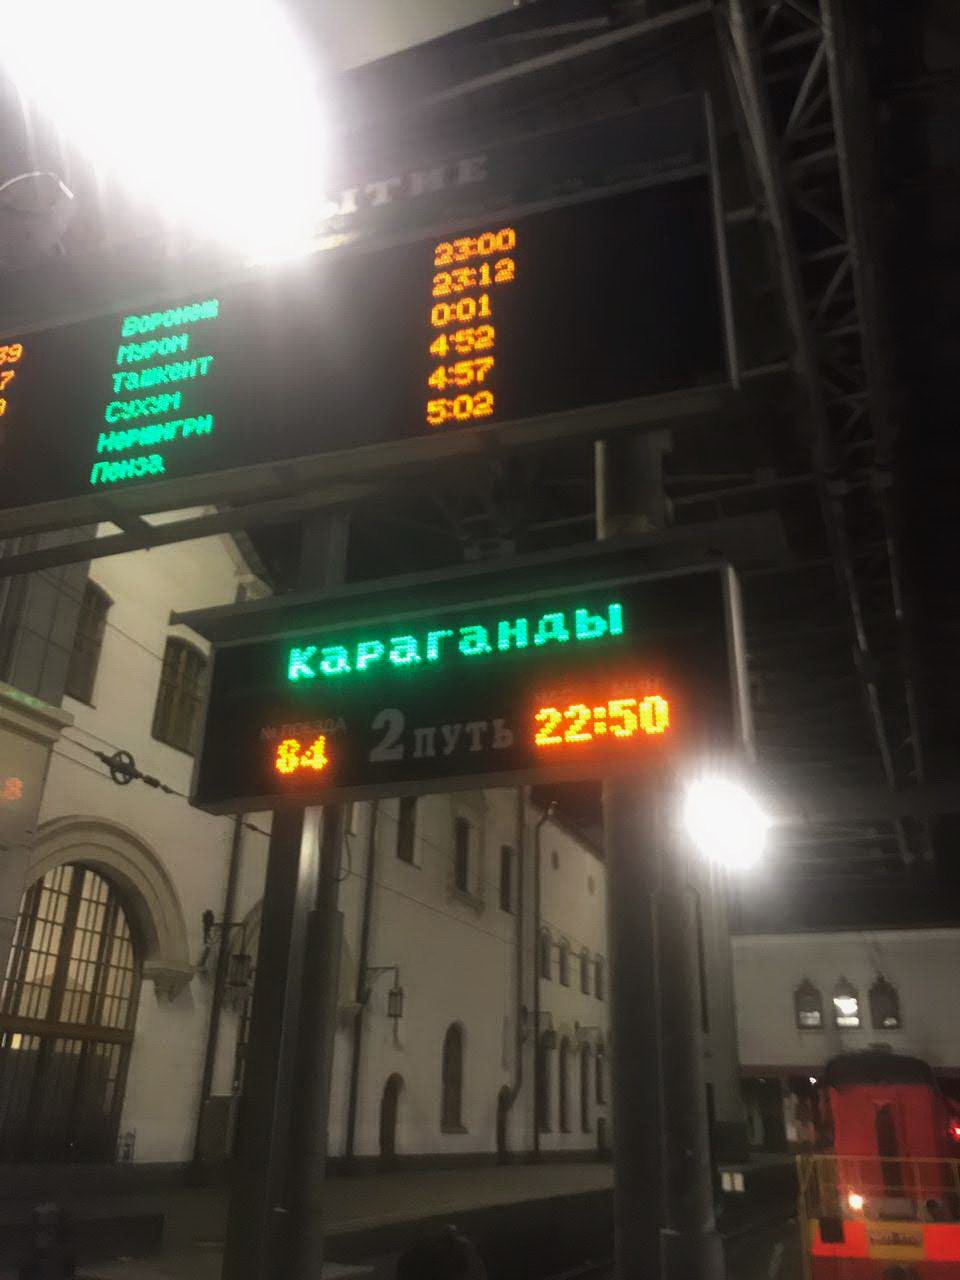 ЫТИЕ
Воронеж 23:00
Муром 23:12
Ташкент 0:01
Сухум 4:52
Нерюнгри 4:57
Пенза 5:02
Караганды
№ ПОЕЗДА
84 2 ПУТЬ 22:50